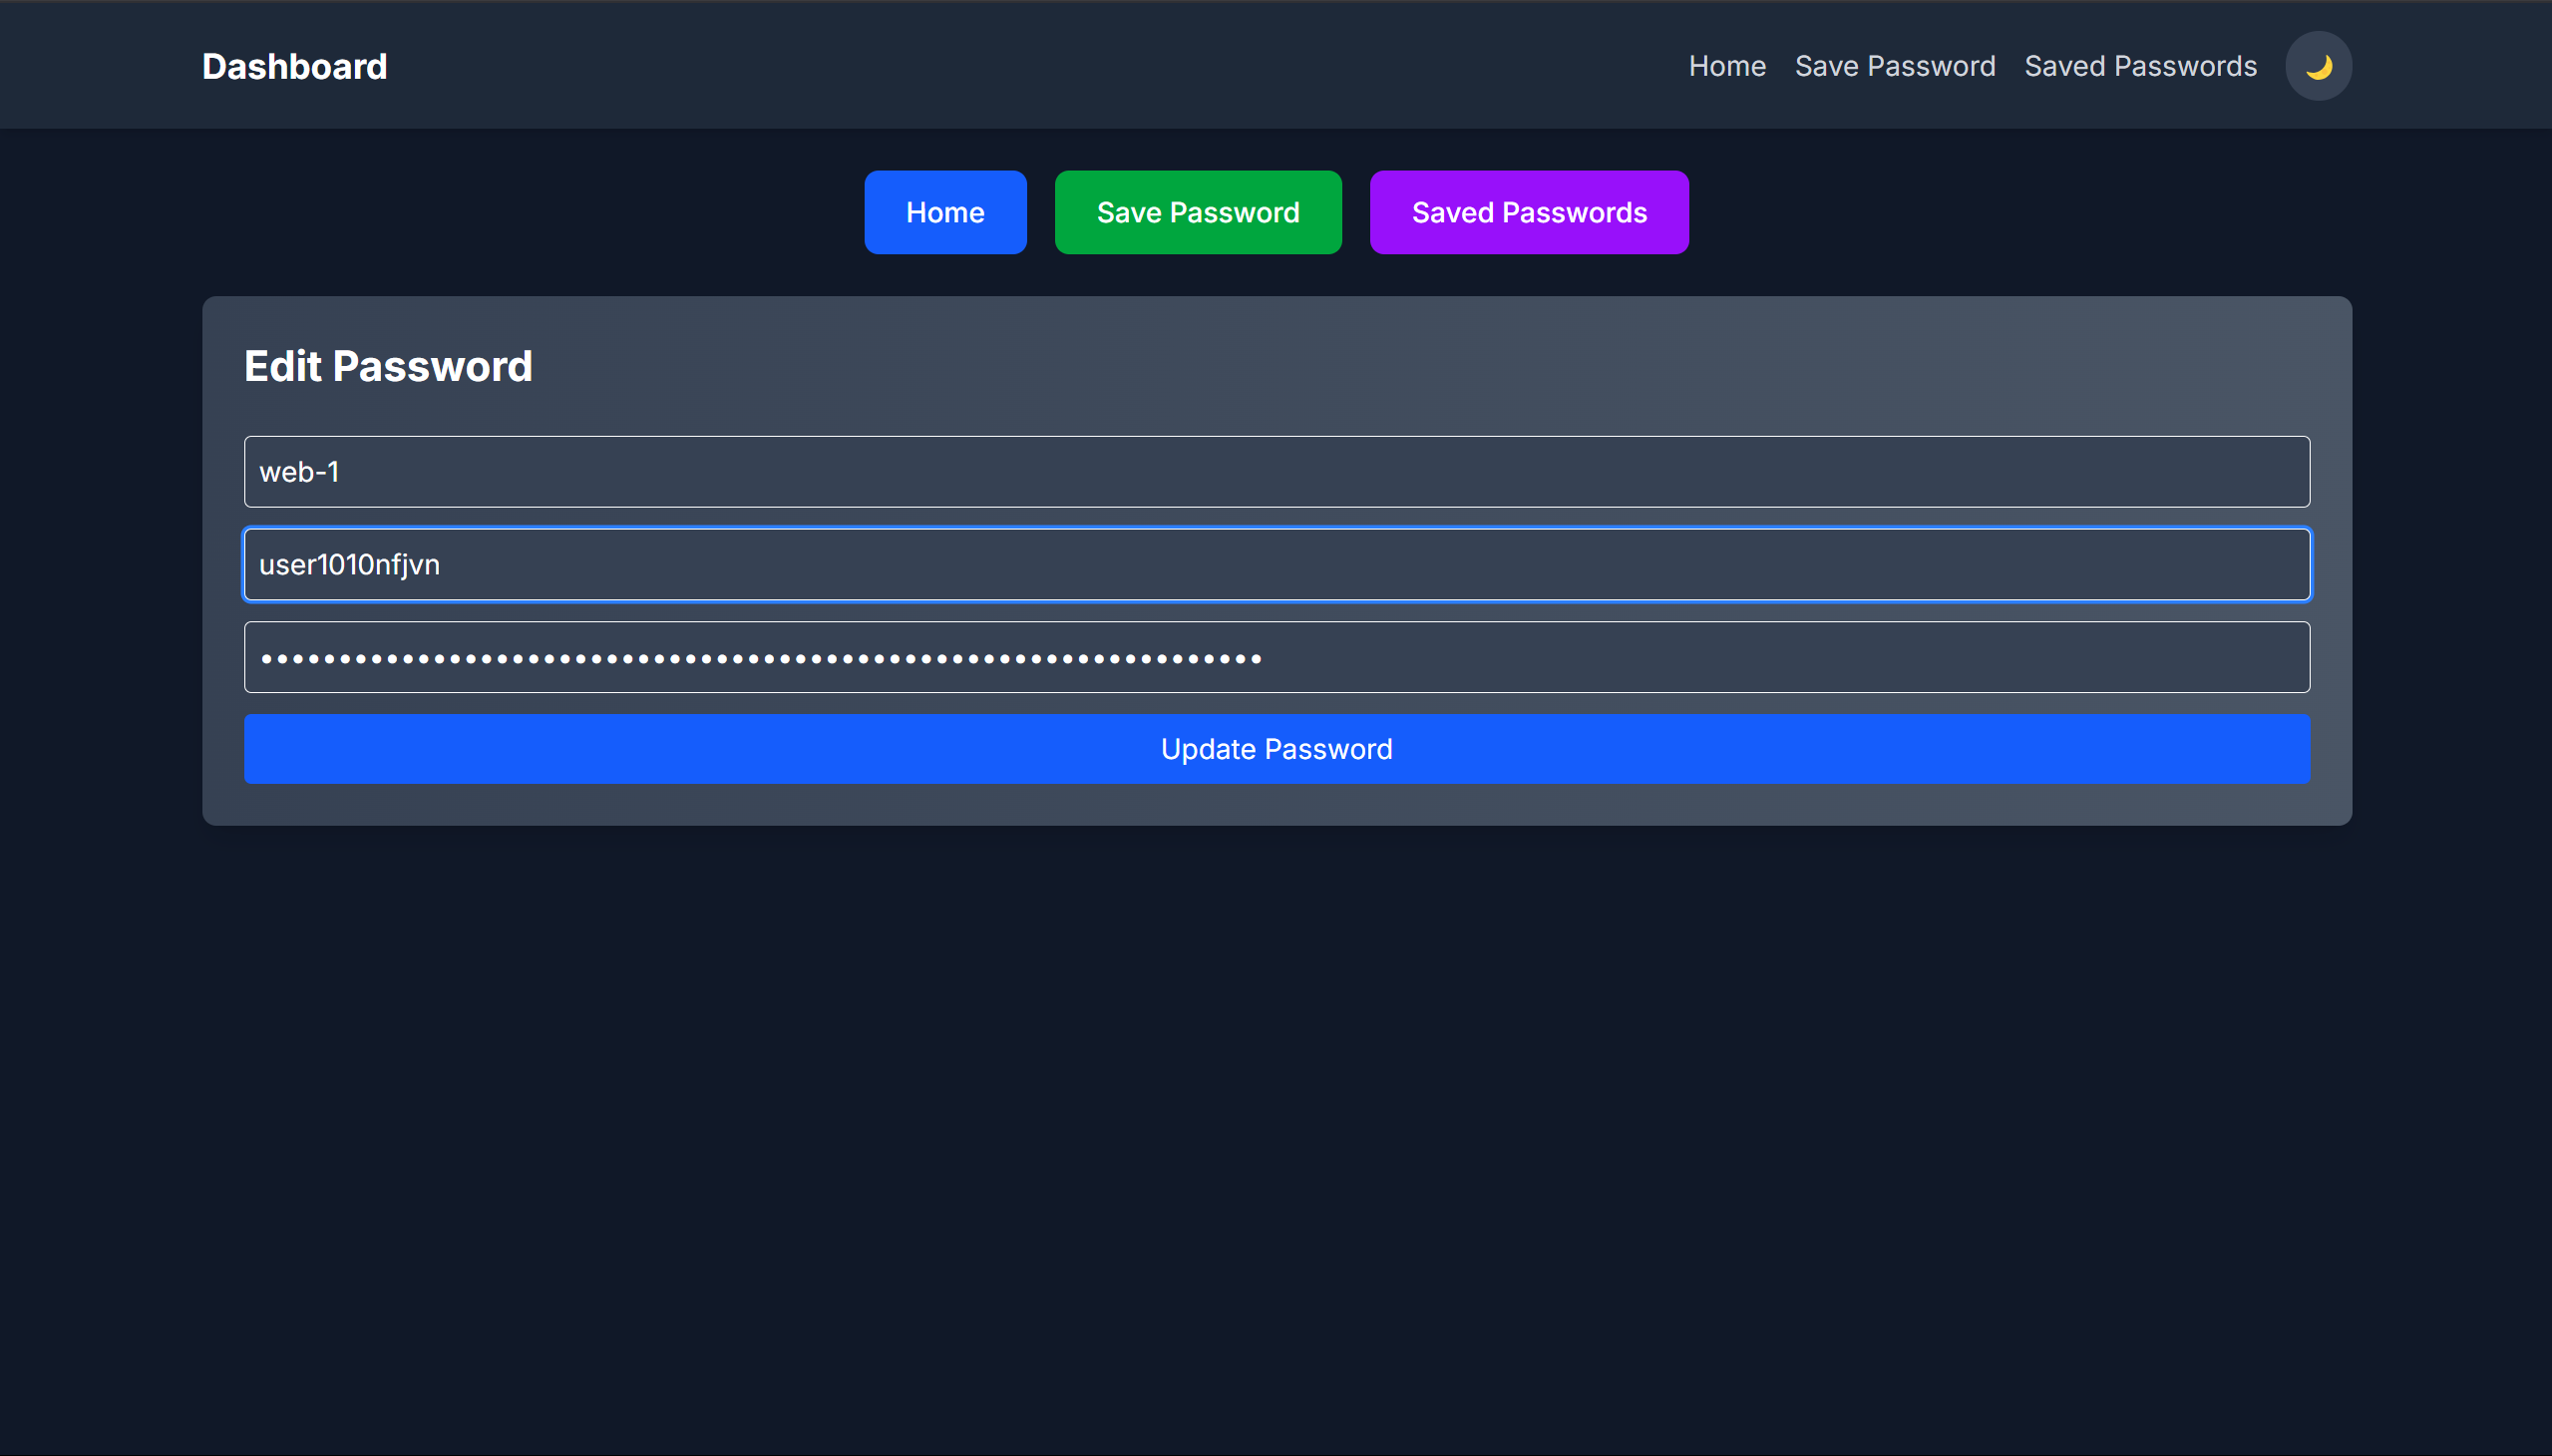 Dashboard
Home Save Password Saved Passwords
Home Save Password Saved Passwords
Edit Password
web-1
user1010nfjvn
••••••••••••••••••••••••••••••••••••••••••••••••••••••••••••••••
Update Password